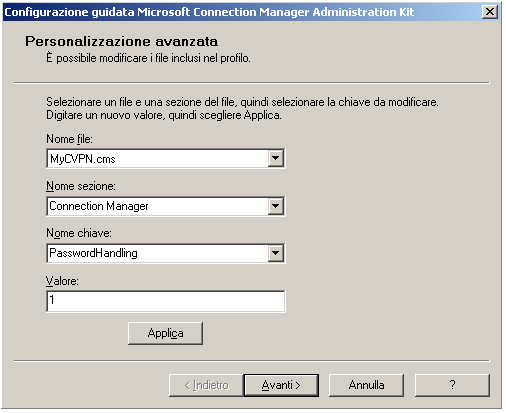 Configurazione guidata Microsoft Connection Manager Administration Kit
Personalizzazione avanzata
È possibile modificare i file inclusi nel profilo.
Selezionare un file e una sezione del file, quindi selezionare la chiave da modificare.
Digitare un nuovo valore, quindi scegliere Applica.
Nome file:
MyCVPN.cms
Nome sezione:
Connection Manager
Nome chiave:
PasswordHandling
Valore:
1
Applica
< Indietro
Avanti >
Annulla
?